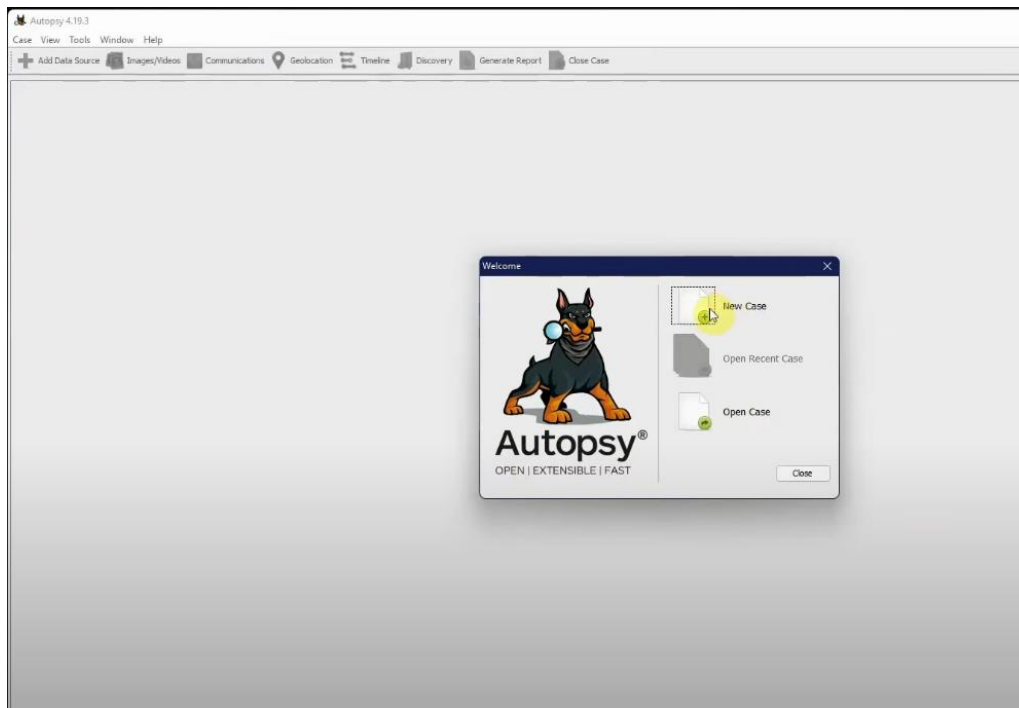 Autopsy 4.19.3
Case View Tools Window Help
Add Data Source Images/Videos Communications Geolocation Timeline Discovery Generate Report Close Case
Welcome
New Case
Open Recent Case
Open Case
Autopsy®
OPEN | EXTENSIBLE | FAST
Close